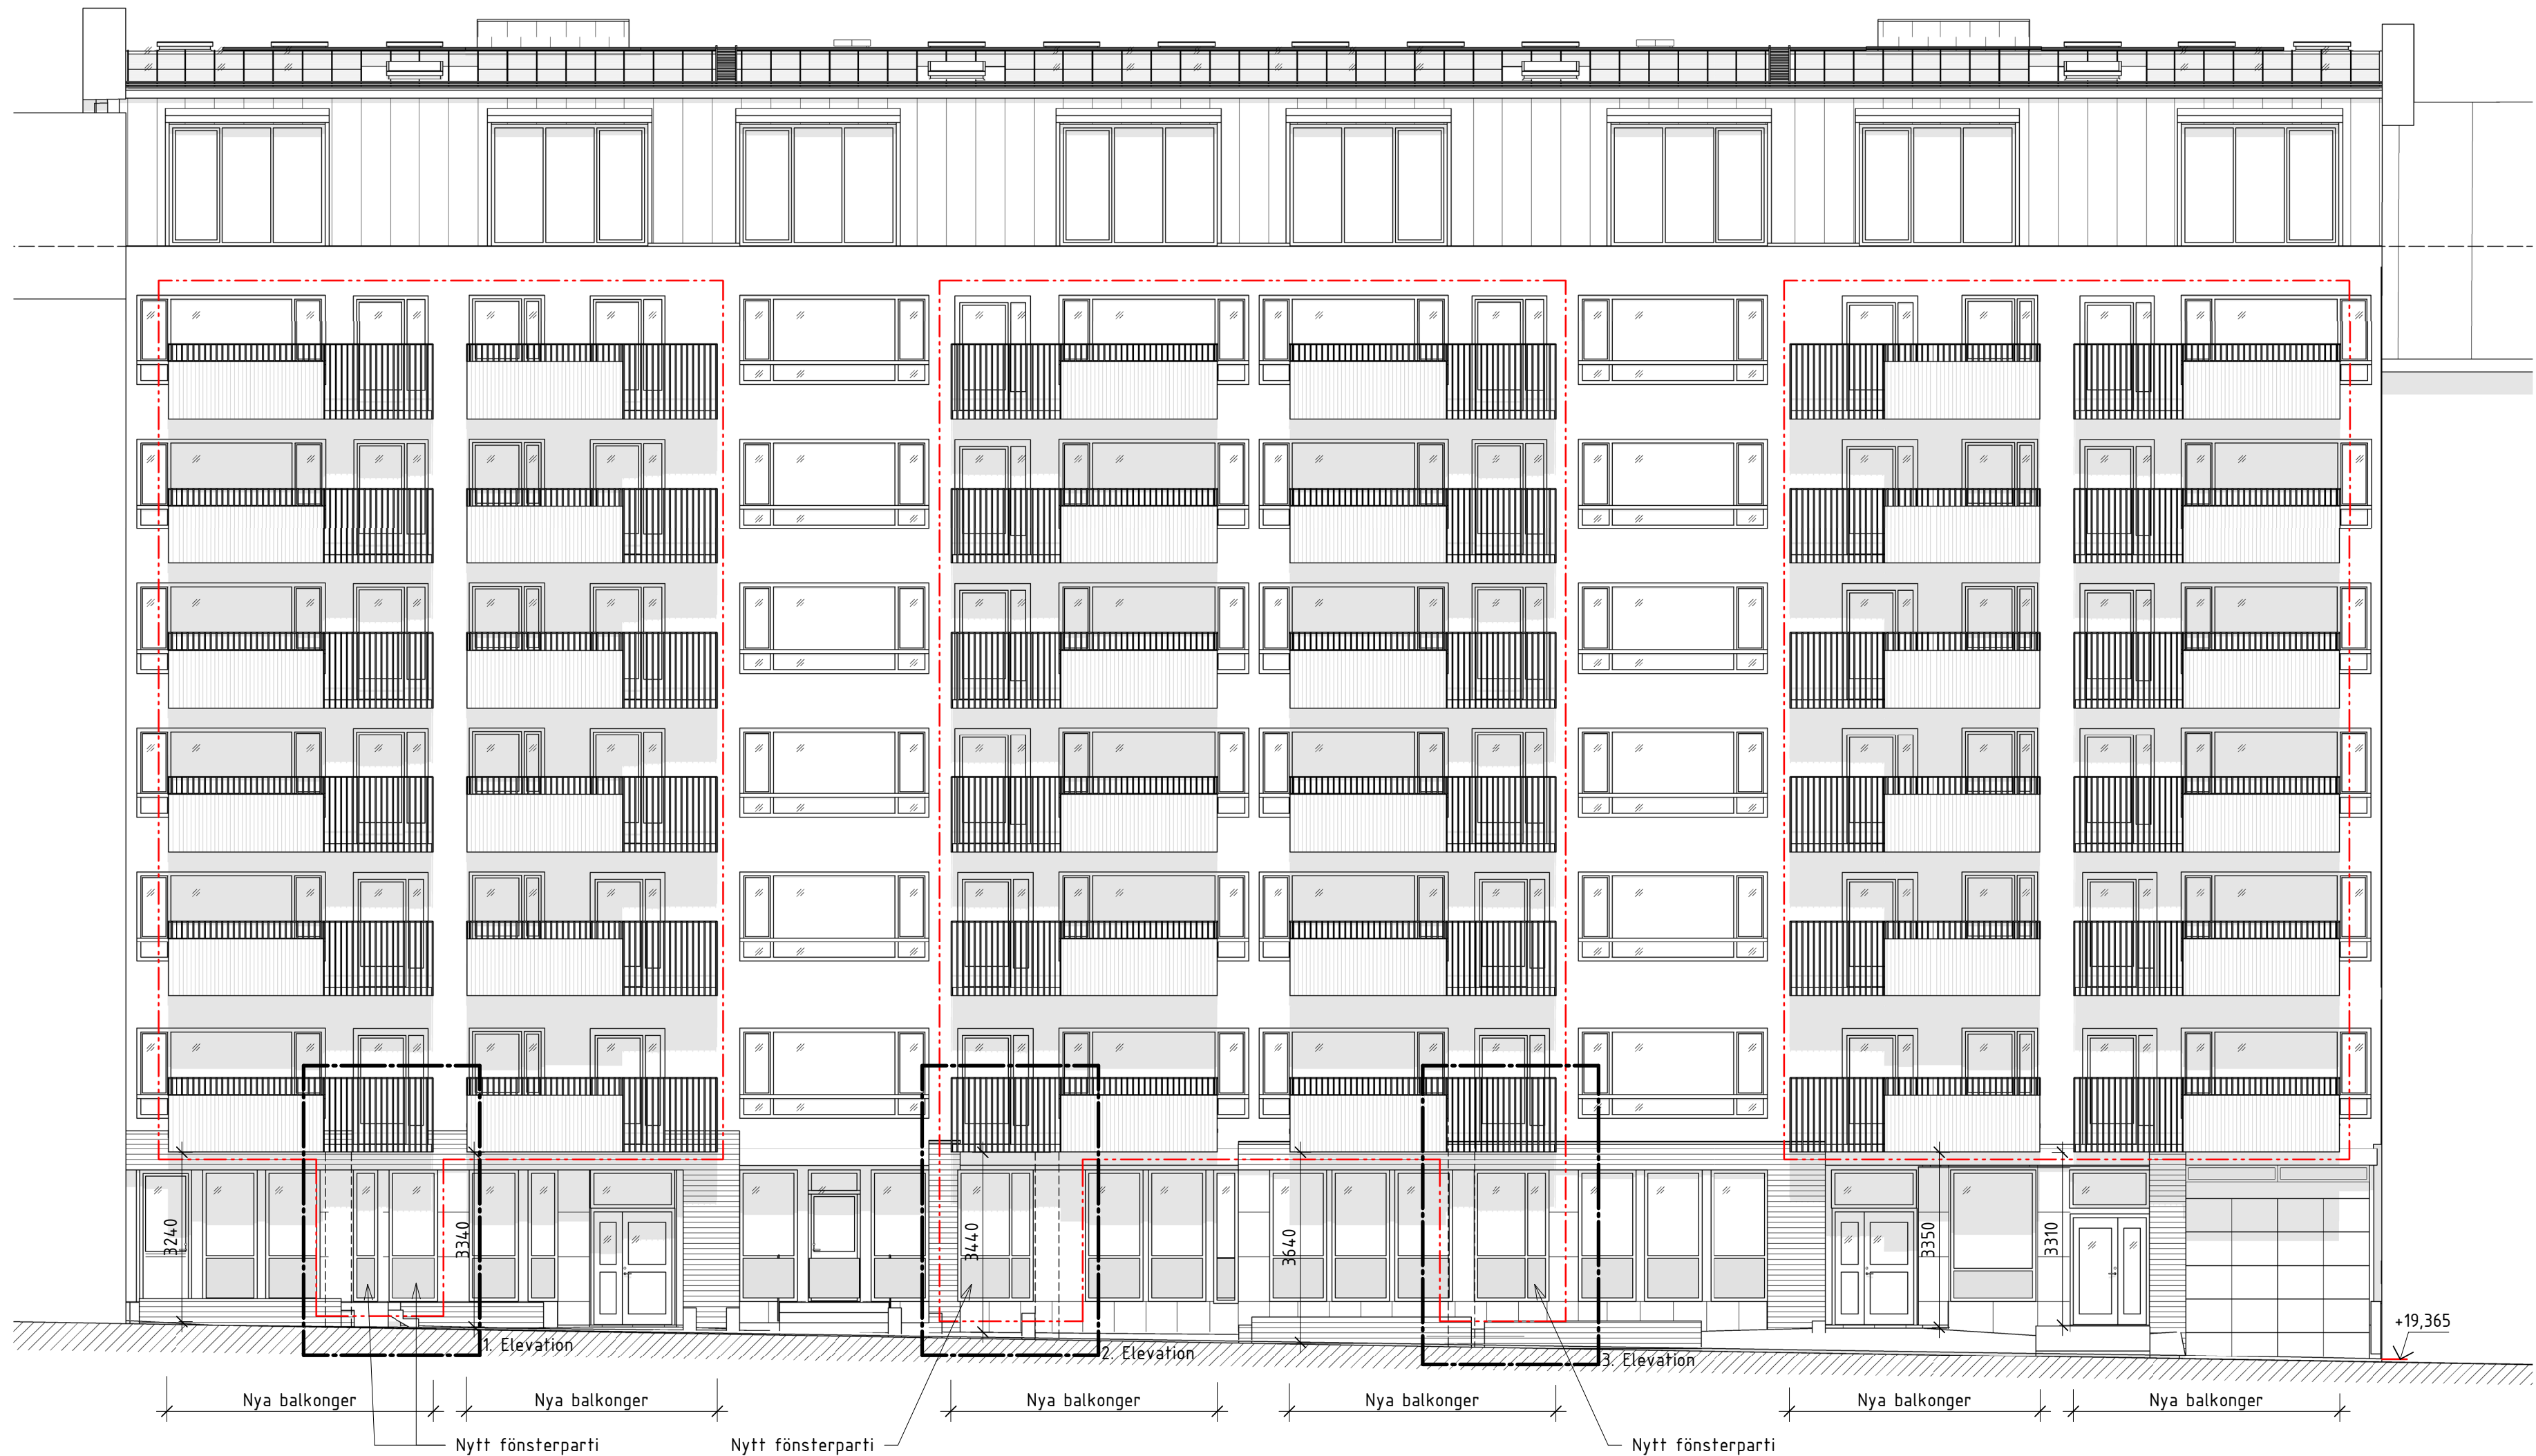 3240
3340
3440
3640
3350
3310
+19,365
1. Elevation
2. Elevation
3. Elevation
Nya balkonger
Nya balkonger
Nya balkonger
Nya balkonger
Nya balkonger
Nya balkonger
Nytt fönsterparti
Nytt fönsterparti
Nytt fönsterparti